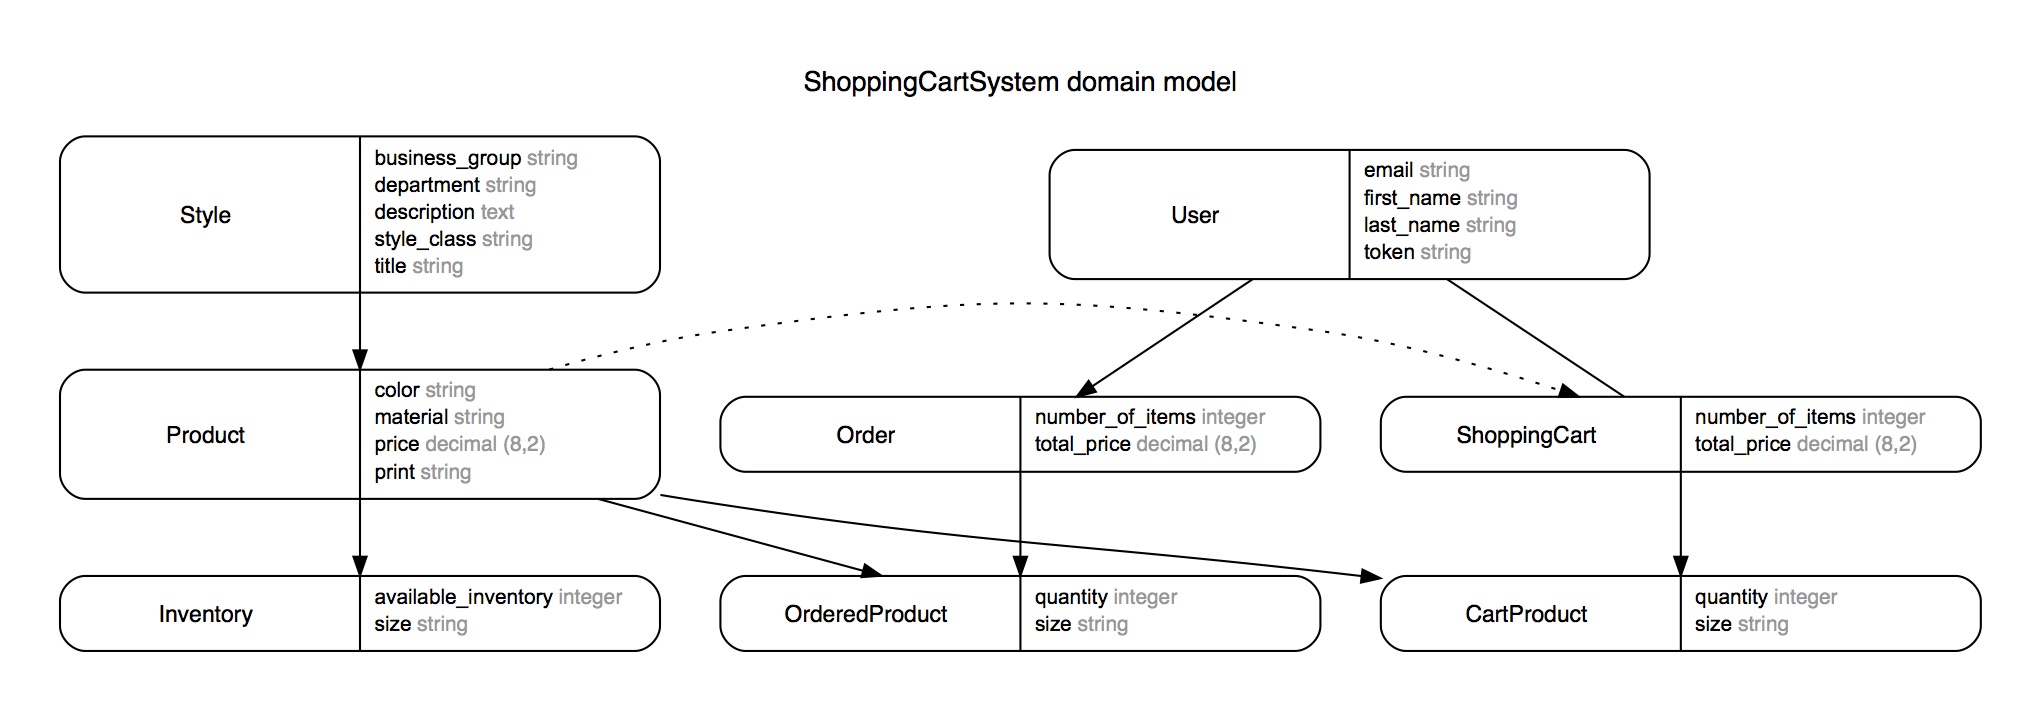 ShoppingCartSystem domain model
Style
business_group string
department string
description text
style_class string
title string
User
email string
first_name string
last_name string
token string
Product
color string
material string
price decimal (8,2)
print string
Order
number_of_items integer
total_price decimal (8,2)
ShoppingCart
number_of_items integer
total_price decimal (8,2)
Inventory
available_inventory integer
size string
OrderedProduct
quantity integer
size string
CartProduct
quantity integer
size string